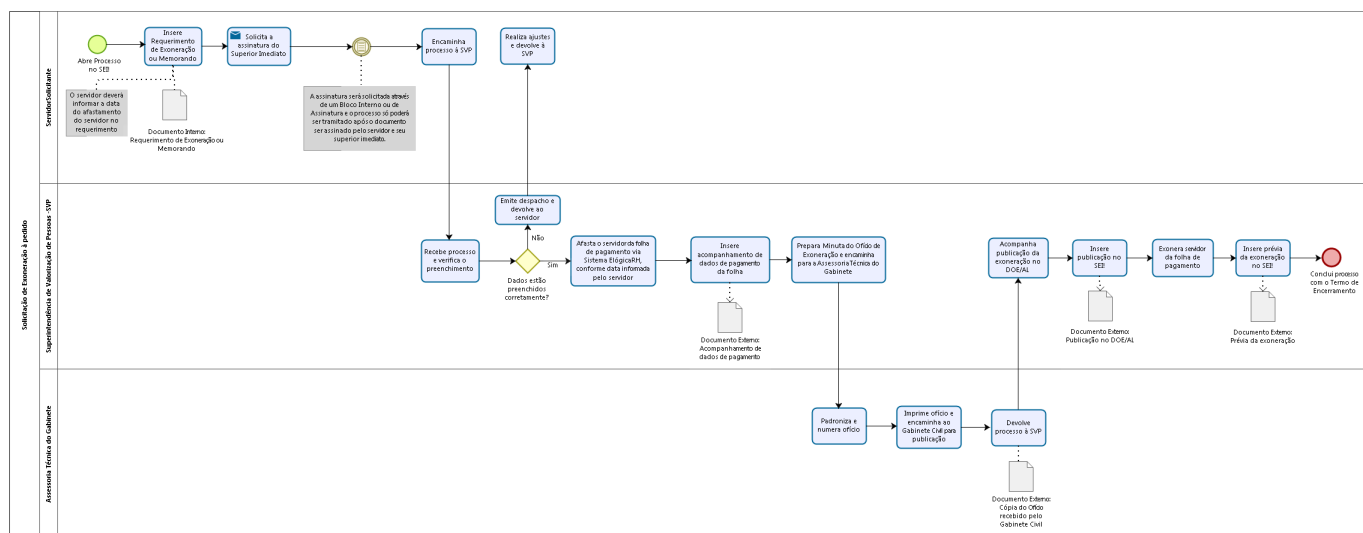 Solicitação de Exoneração à pedido
Servidor/Solicitante
Abre Processo
no SEI!
Insere
Requerimento
de Exoneração
ou Memorando
Solicita a
assinatura do
Superior Imediato
Encaminha
processo à SVP
Realiza ajustes
e devolve à
SVP
O servidor deverá
informar a data
do afastamento
do servidor no
requerimento
Documento Interno:
Requerimento de Exoneração ou
Memorando
A assinatura será solicitada através
de um Bloco Interno ou de
Assinatura e o processo só poderá
ser tramitado após o documento
ser assinado pelo servidor e seu
superior imediato.
Superintendência de Valorização de Pessoas -SVP
Emite despacho e
devolve ao
servidor
Não
Recebe processo
e verifica o
preenchimento
Dados estão
preenchidos
corretamente?
Sim
Afasta o servidor da folha
de pagamento via
Sistema ElógicaRH,
conforme data informada
pelo servidor
Insere
acompanhamento de
dados de pagamento
da folha
Documento Externo:
Acompanhamento de
dados de pagamento
Prepara Minuta do Ofício de
Exoneração e encaminha
para a Assessoria Técnica do
Gabinete
Acompanha
publicação da
exoneração no
DOE/AL
Insere
publicação no
SEI!
Documento Externo:
Publicação no DOE/AL
Exonera servidor
da folha de
pagamento
Insere prévia
da exoneração
no SEI!
Documento Externo:
Prévia da exoneração
Conclui processo
com o Termo de
Encerramento
Assessoria Técnica do Gabinete
Padroniza e
numera ofício
Imprime ofício e
encaminha ao
Gabinete Civil para
publicação
Devolve
processo à SVP
Documento Externo:
Cópia do Ofício
recebido pelo
Gabinete Civil